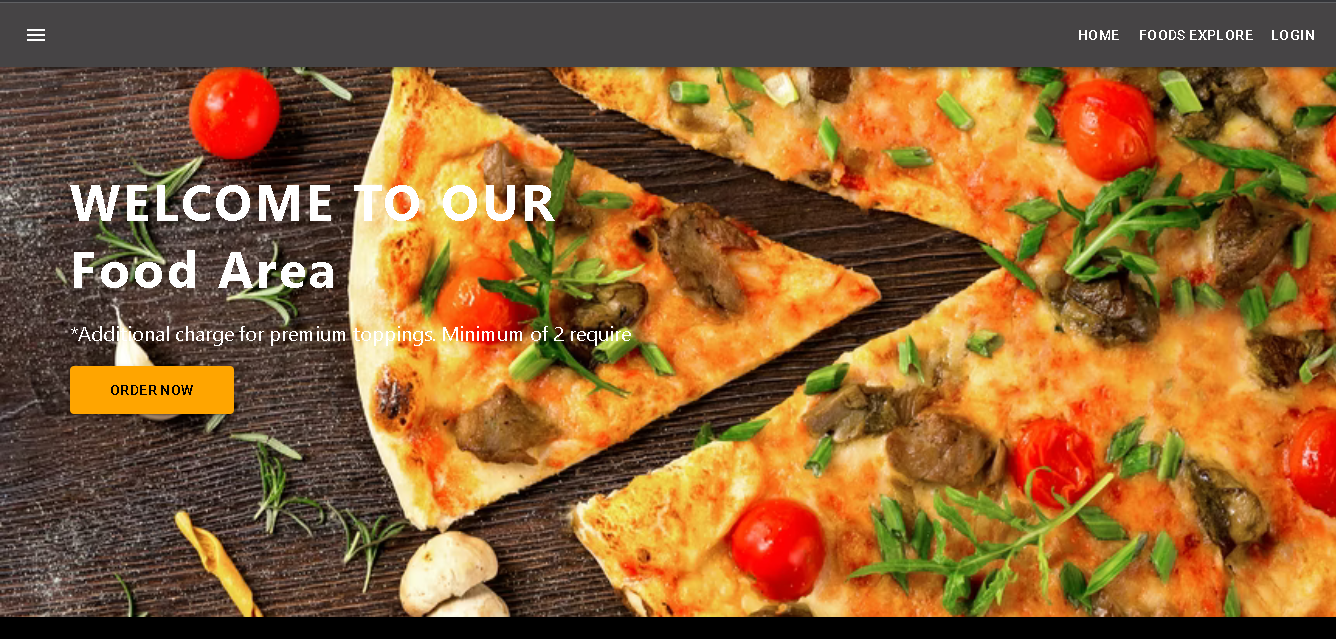 HOME FOODS EXPLORE LOGIN
WELCOME TO OUR
Food Area
*Additional charge for premium toppings. Minimum of 2 require
ORDER NOW